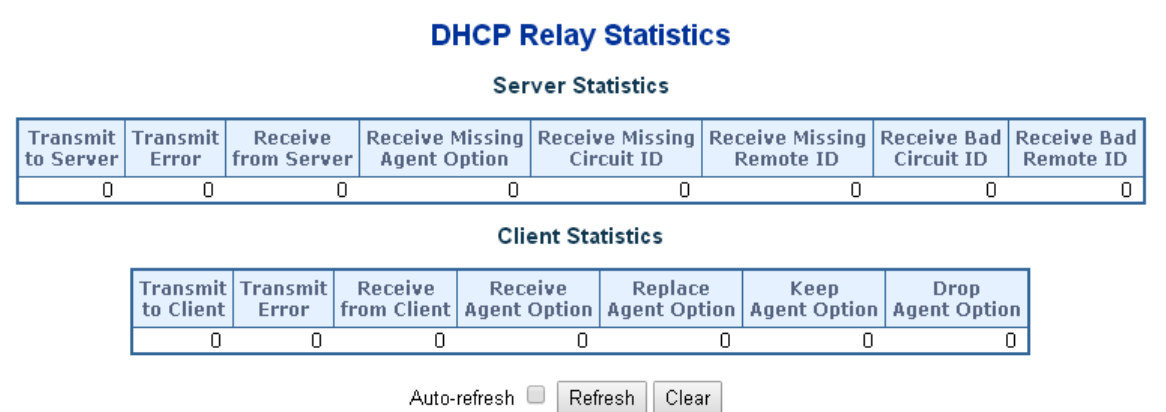 DHCP Relay Statistics
Server Statistics
Transmit to Server Transmit Error Receive from Server Receive Missing Agent Option Receive Missing Circuit ID Receive Missing Remote ID Receive Bad Circuit ID Receive Bad Remote ID
0 0 0 0 0 0 0 0
Client Statistics
Transmit to Client Transmit Error Receive from Client Receive Agent Option Replace Agent Option Keep Agent Option Drop Agent Option
0 0 0 0 0 0 0
Auto-refresh Refresh Clear